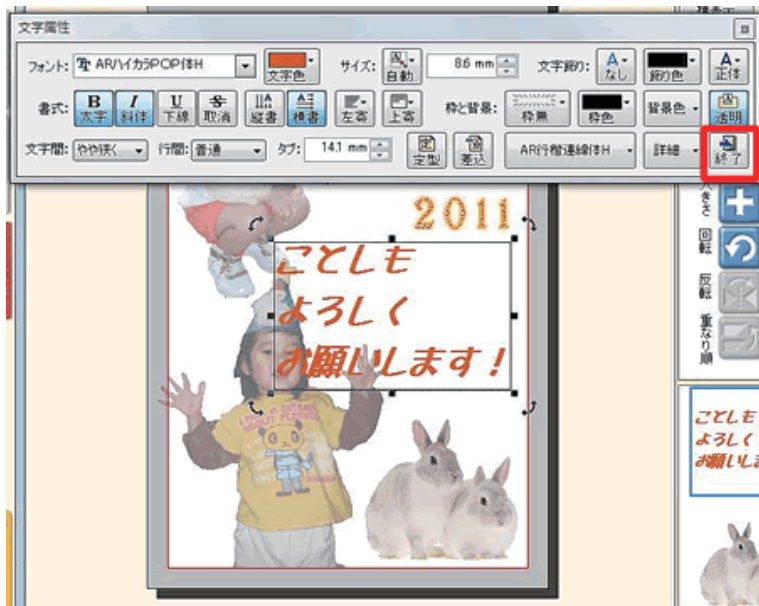 文字属性
フォント: ARハイカラPOP体H 文字色 サイズ: 自動 8.6 mm 文字飾り: なし 飾り色 正体
書式: B 太字 I 斜体 U 下線 S 取消 縦書 横書 左寄 上寄 枠と背景: 枠無 枠色 背景色 透明
文字間: やや狭く 行間: 普通 タブ: 14.1 mm 定型 差込 AR行楷連綿体H 詳細 終了
大きさ
回転
反転
重なり順
2011
ことしも
よろしく
お願いします!
ことしも
よろしく
お願いしま